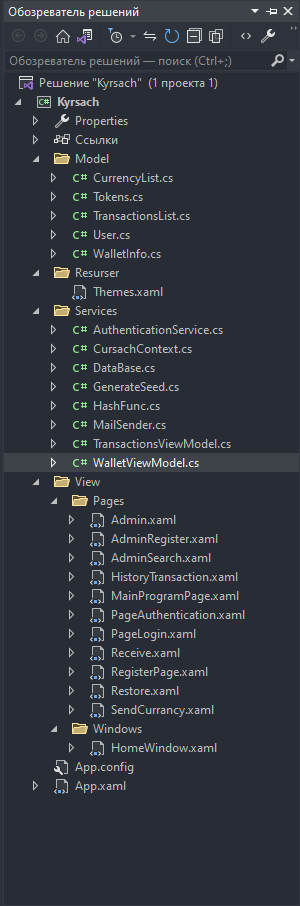 Обозреватель решений
Обозреватель решений — поиск (Ctrl+;)
Решение "Kyrsach" (1 проекта 1)
C# Kyrsach
Properties
Ссылки
Model
C# CurrencyList.cs
C# Tokens.cs
C# TransactionsList.cs
C# User.cs
C# WalletInfo.cs
Resurser
Themes.xaml
Services
C# AuthenticationService.cs
C# CursachContext.cs
C# DataBase.cs
C# GenerateSeed.cs
C# HashFunc.cs
C# MailSender.cs
C# TransactionsViewModel.cs
C# WalletViewModel.cs
View
Pages
Admin.xaml
AdminRegister.xaml
AdminSearch.xaml
HistoryTransaction.xaml
MainProgramPage.xaml
PageAuthentication.xaml
PageLogin.xaml
Receive.xaml
RegisterPage.xaml
Restore.xaml
SendCurrancy.xaml
Windows
HomeWindow.xaml
App.config
App.xaml